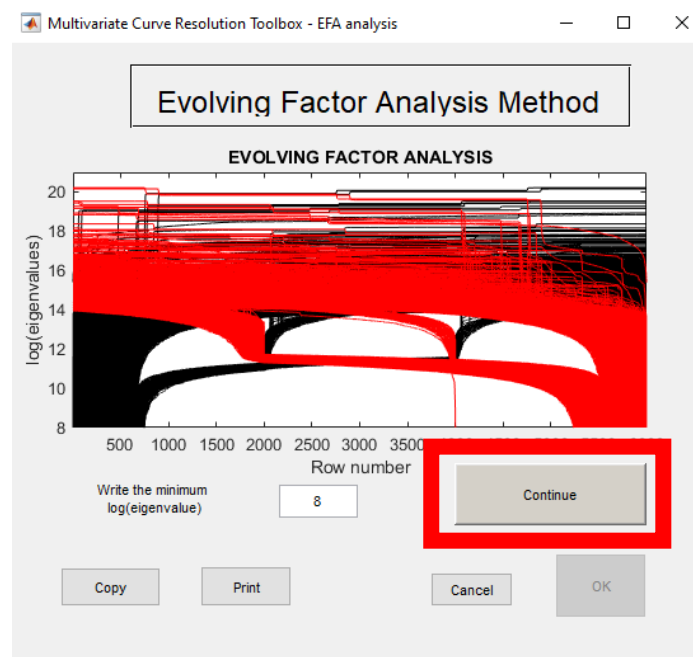 Multivariate Curve Resolution Toolbox - EFA analysis
Evolving Factor Analysis Method
EVOLVING FACTOR ANALYSIS
log(eigenvalues)
20
18
16
14
12
10
8
500 1000 1500 2000 2500 3000
Row number
Write the minimum
log(eigenvalue)
8
Continue
Copy
Print
Cancel
OK